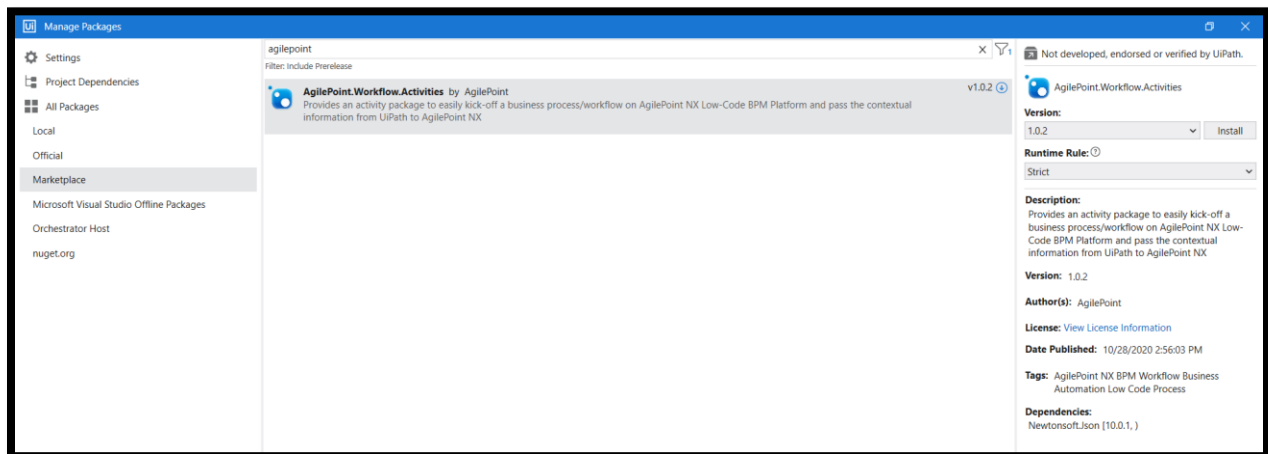 Ui Manage Packages
Settings
Project Dependencies
All Packages
Local
Official
Marketplace
Microsoft Visual Studio Offline Packages
Orchestrator Host
nuget.org
agilepoint
1
Filter: Include Prerelease
AgilePoint.Workflow.Activities by AgilePoint
v1.0.2
Provides an activity package to easily kick-off a business process/workflow on AgilePoint NX Low-Code BPM Platform and pass the contextual
information from UiPath to AgilePoint NX
Not developed, endorsed or verified by UiPath.
AgilePoint.Workflow.Activities
Version:
1.0.2
Install
Runtime Rule: ?
Strict
Description:
Provides an activity package to easily kick-off a
business process/workflow on AgilePoint NX Low-
Code BPM Platform and pass the contextual
information from UiPath to AgilePoint NX
Version: 1.0.2
Author(s): AgilePoint
License: View License Information
Date Published: 10/28/2020 2:56:03 PM
Tags: AgilePoint NX BPM Workflow Business
Automation Low Code Process
Dependencies:
Newtonsoft.Json [10.0.1, )